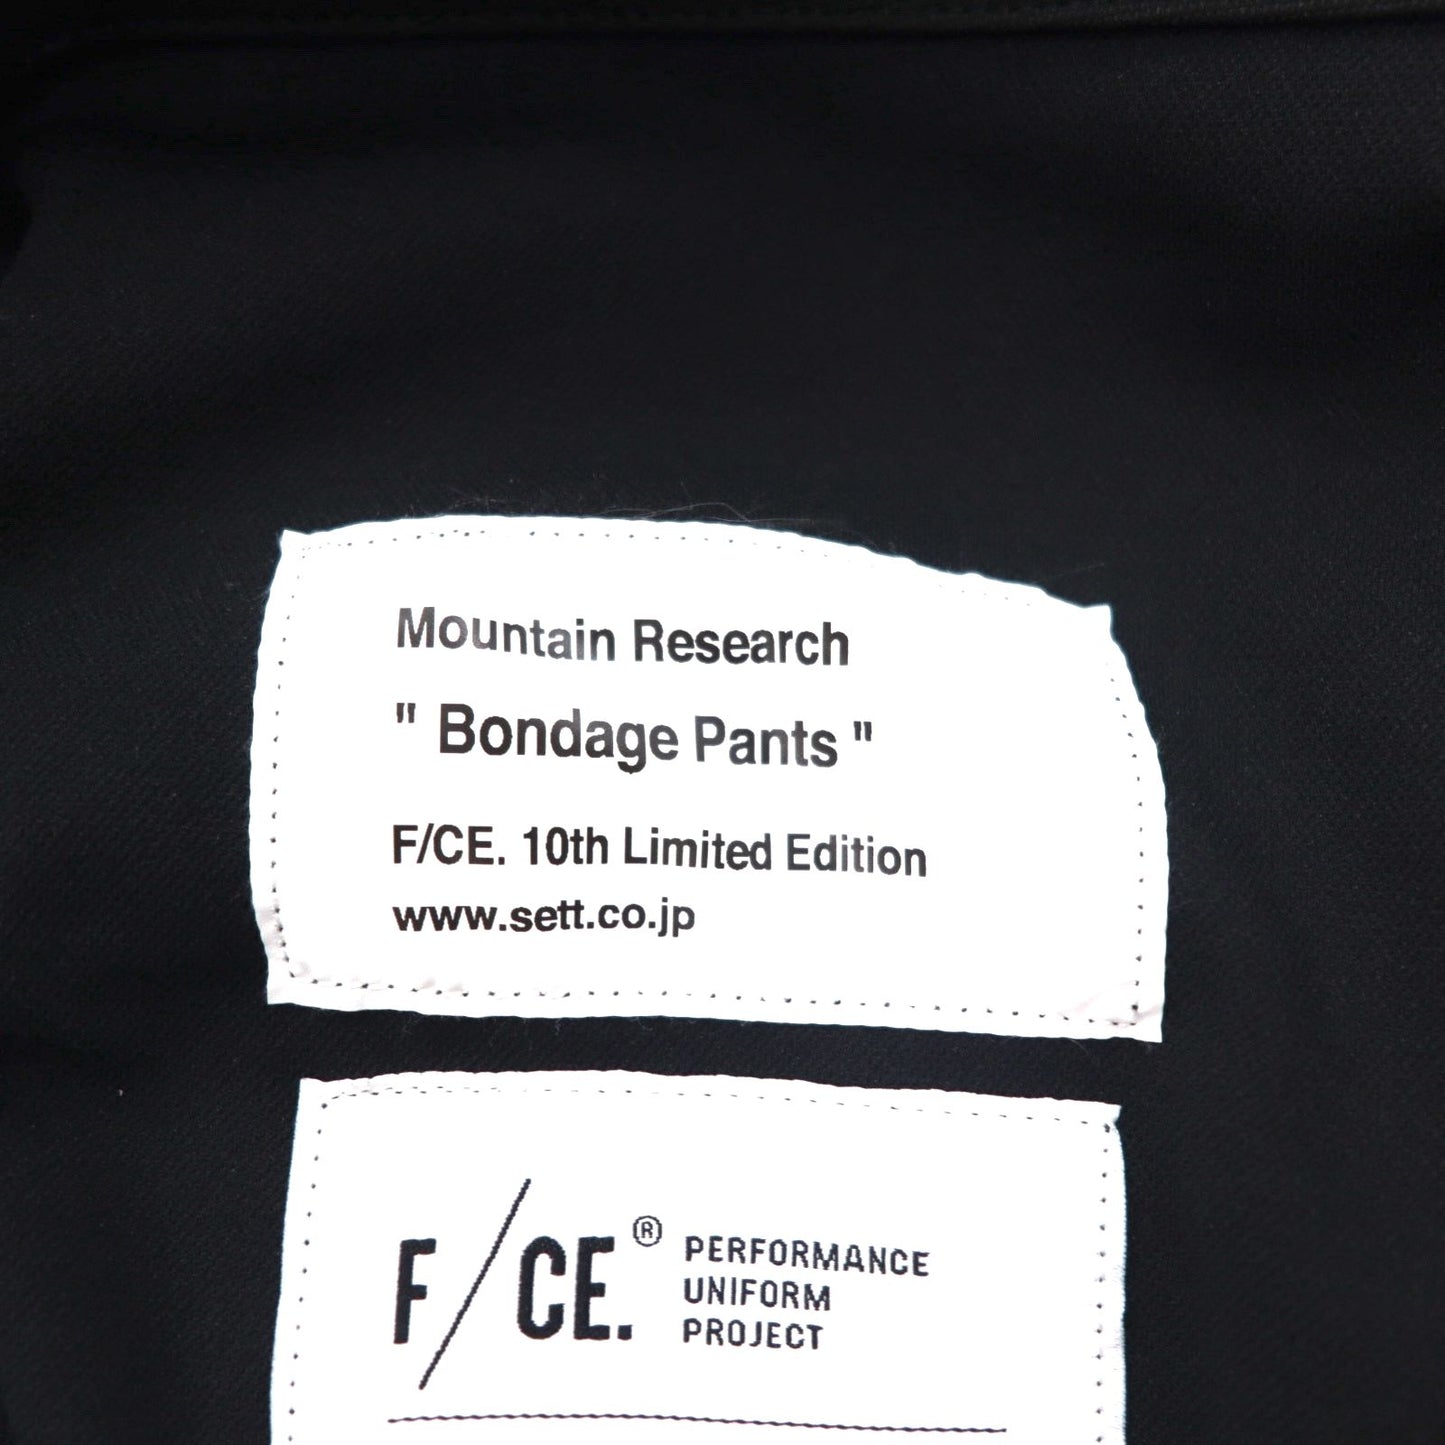 Mountain Research
" Bondage Pants "
F/CE. 10th Limited Edition
www.sett.co.jp
F/CE.® PERFORMANCE
UNIFORM
PROJECT